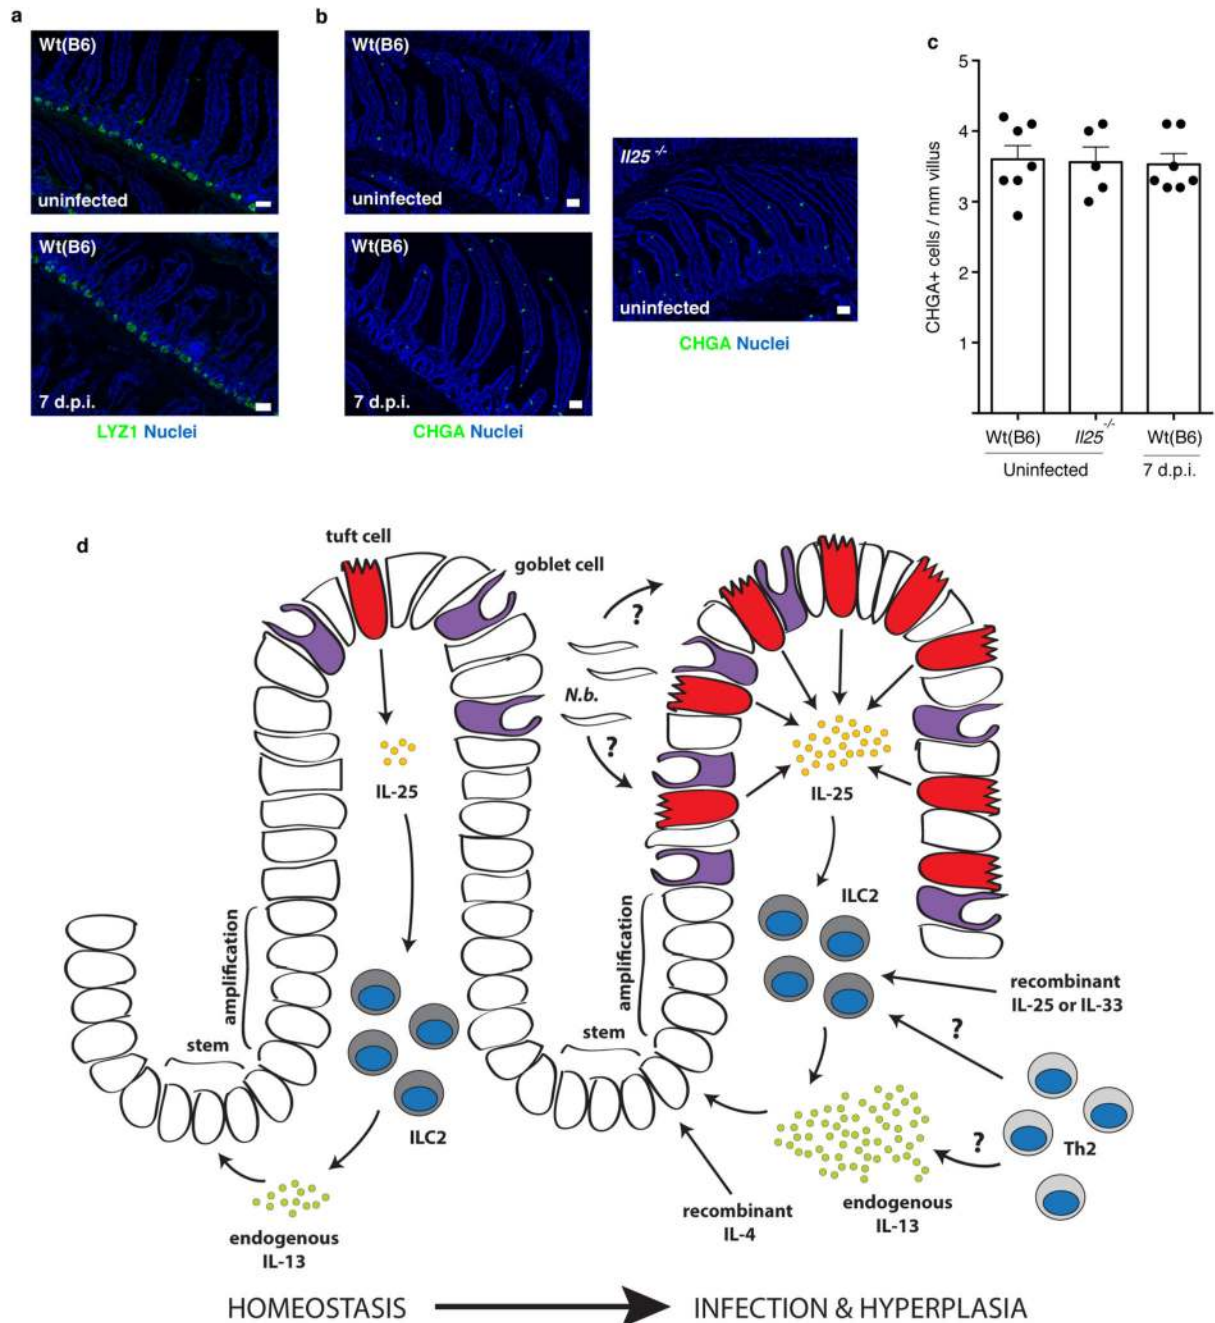 a
Wt(B6)
uninfected
Wt(B6)
7 d.p.i.
LYZ1 Nuclei
b
Wt(B6)
uninfected
Wt(B6)
7 d.p.i.
CHGA Nuclei
Il25 -/-
uninfected
CHGA Nuclei
c
CHGA+ cells / mm villus
5
4
3
2
1
Wt(B6)
Il25 -/-
Wt(B6)
Uninfected
7 d.p.i.
d
tuft cell
goblet cell
?
N.b.
?
IL-25
IL-25
amplification
stem
ILC2
endogenous
IL-13
amplification
stem
ILC2
recombinant
IL-25 or IL-33
?
Th2
?
recombinant
IL-4
endogenous
IL-13
HOMEOSTASIS
INFECTION & HYPERPLASIA